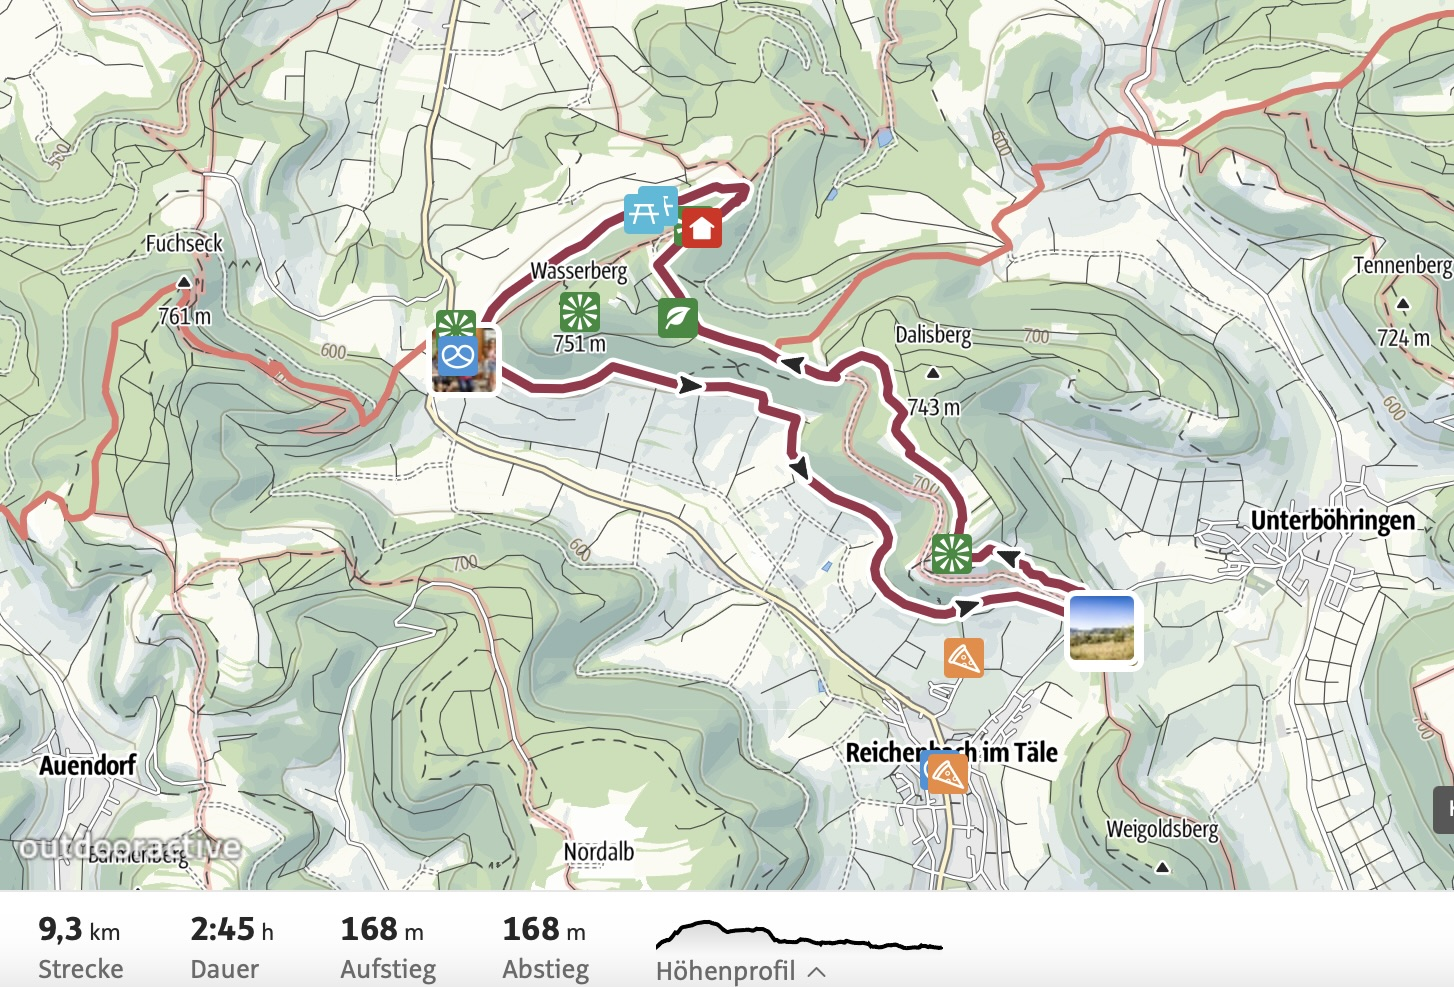 600
Fuchseck
761 m
Wasserberg
751 m
600
Dalisberg
743 m
700
Tennenberg
724 m
600
700
Unterböhringen
700
600
Reichenbach im Täle
Auendorf
outdooractive
Nordalb
Weigoldsberg
9,3 km
Strecke
2:45 h
Dauer
168 m
Aufstieg
168 m
Abstieg
Höhenprofil